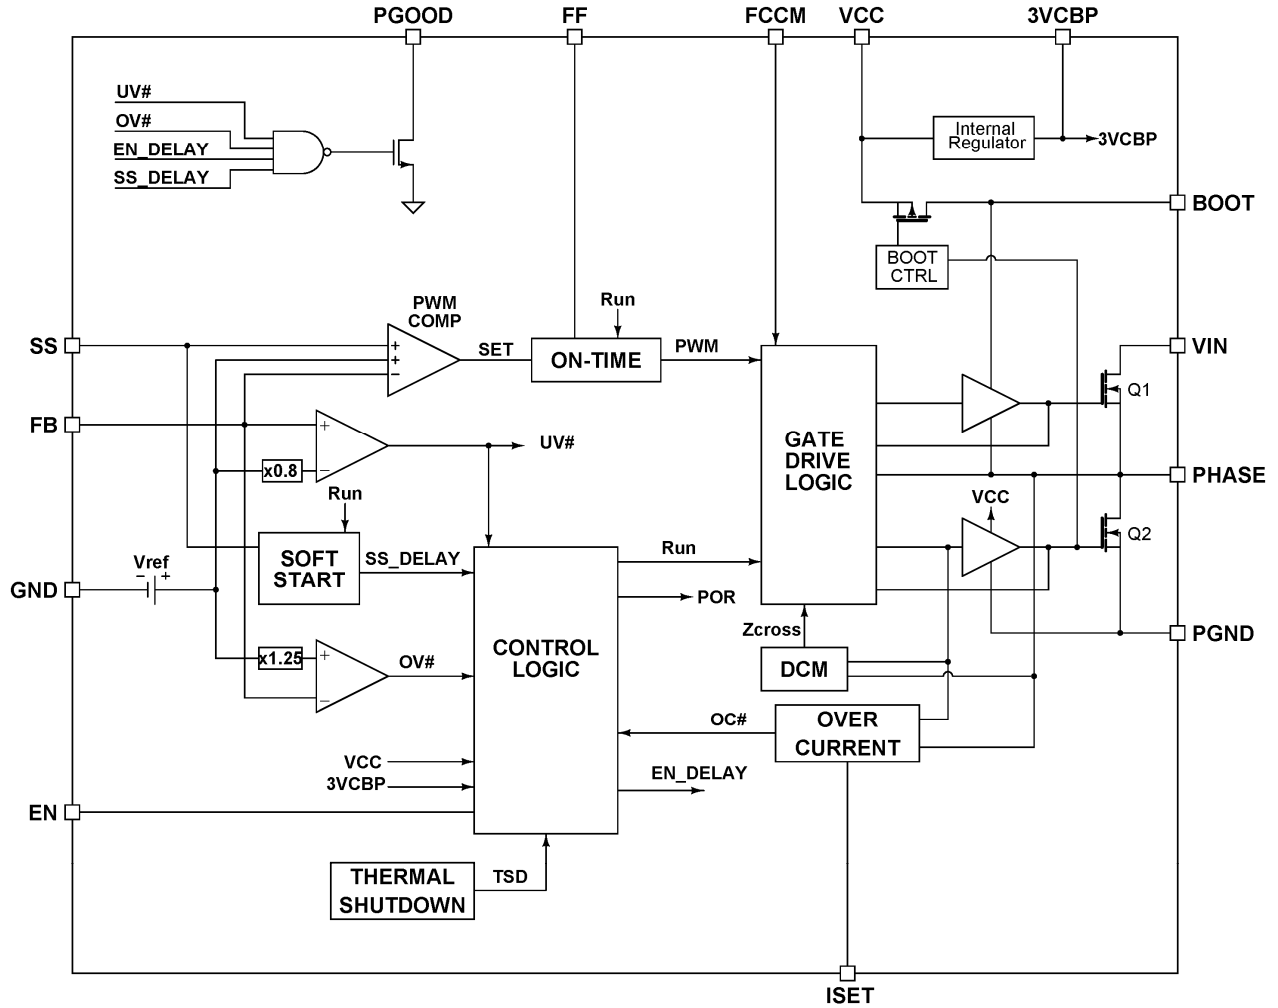 PGOOD
FF
FCCM
VCC
3VCBP
UV#
OV#
EN_DELAY
SS_DELAY
Internal
Regulator
3VCBP
BOOT
BOOT
CTRL
PWM
COMP
Run
SS
+
+
−
SET
ON-TIME
PWM
VIN
Q1
FB
+
−
x0.8
UV#
GATE
DRIVE
LOGIC
PHASE
Run
VCC
Q2
SOFT
START
SS_DELAY
Run
Vref
− +
GND
POR
Zcross
PGND
CONTROL
LOGIC
x1.25
+
−
OV#
DCM
OC#
OVER
CURRENT
VCC
3VCBP
EN_DELAY
EN
THERMAL
SHUTDOWN
TSD
ISET